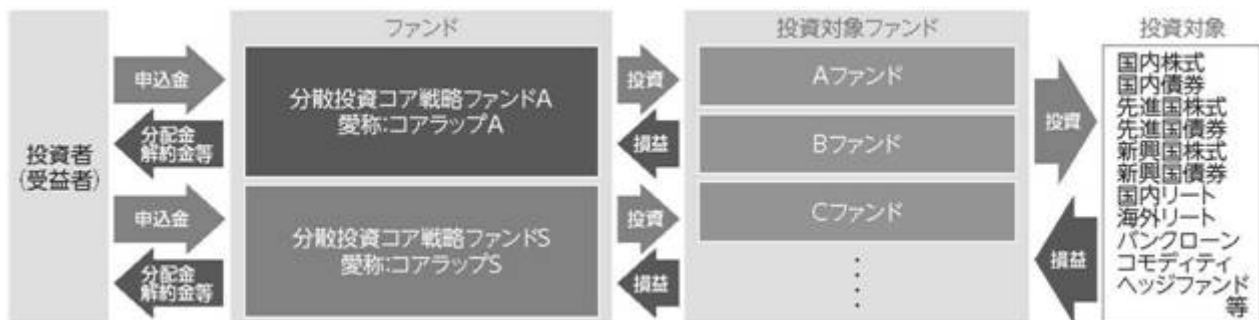 投資者
(受益者)
申込金
分配金
解約金等
申込金
分配金
解約金等
ファンド
分散投資コア戦略ファンドA
愛称:コアラップA
分散投資コア戦略ファンドS
愛称:コアラップS
投資
損益
投資
損益
投資対象ファンド
Aファンド
Bファンド
Cファンド
投資
損益
投資対象
国内株式
国内債券
先進国株式
先進国債券
新興国株式
新興国債券
国内リート
海外リート
バンクローン
コモディティ
ヘッジファンド
等